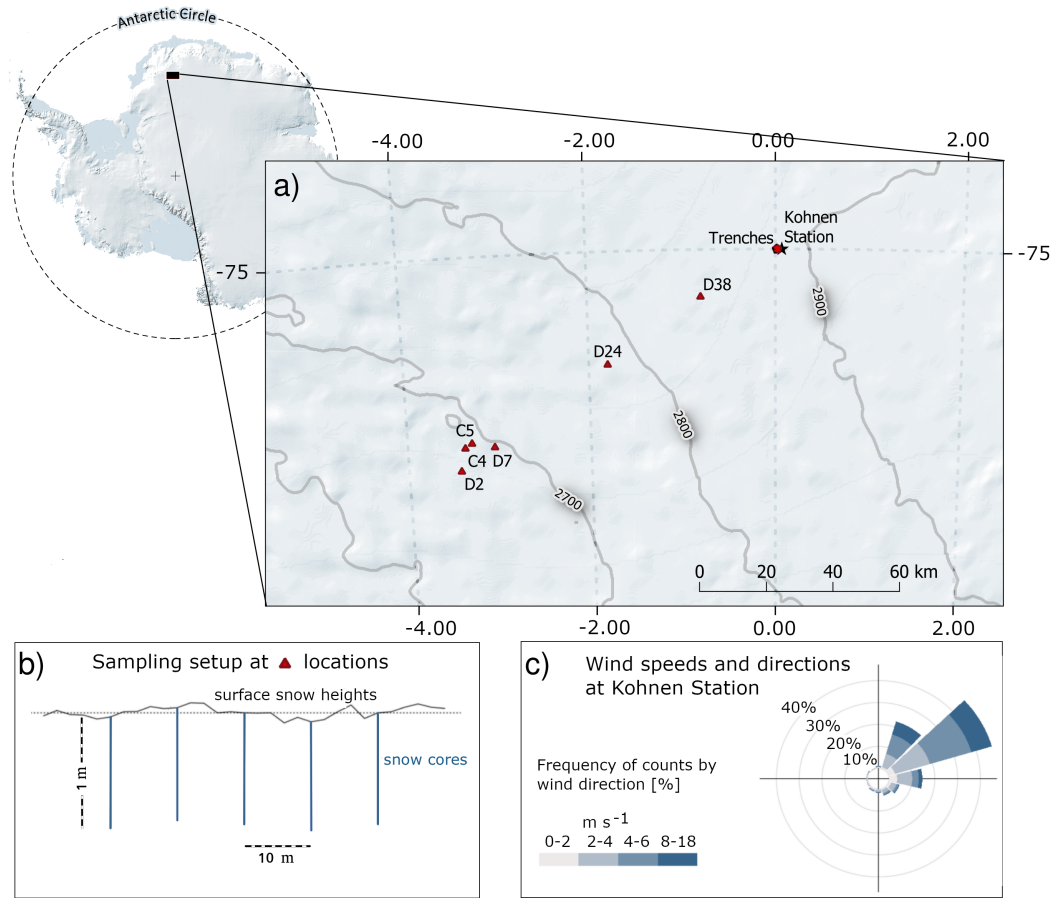 Antarctic Circle
-4.00
-2.00
0.00
2.00
a)
Kohnen
Trenches
Station
-75
-75
D38
2900
D24
2800
C5
C4
D7
D2
2700
0
20
40
60 km
-4.00
-2.00
0.00
2.00
b)
Sampling setup at
locations
surface snow heights
1 m
snow cores
10 m
c)
Wind speeds and directions
at Kohnen Station
40%
30%
20%
10%
Frequency of counts by
wind direction [%]
m s-1
0-2
2-4
4-6
8-18